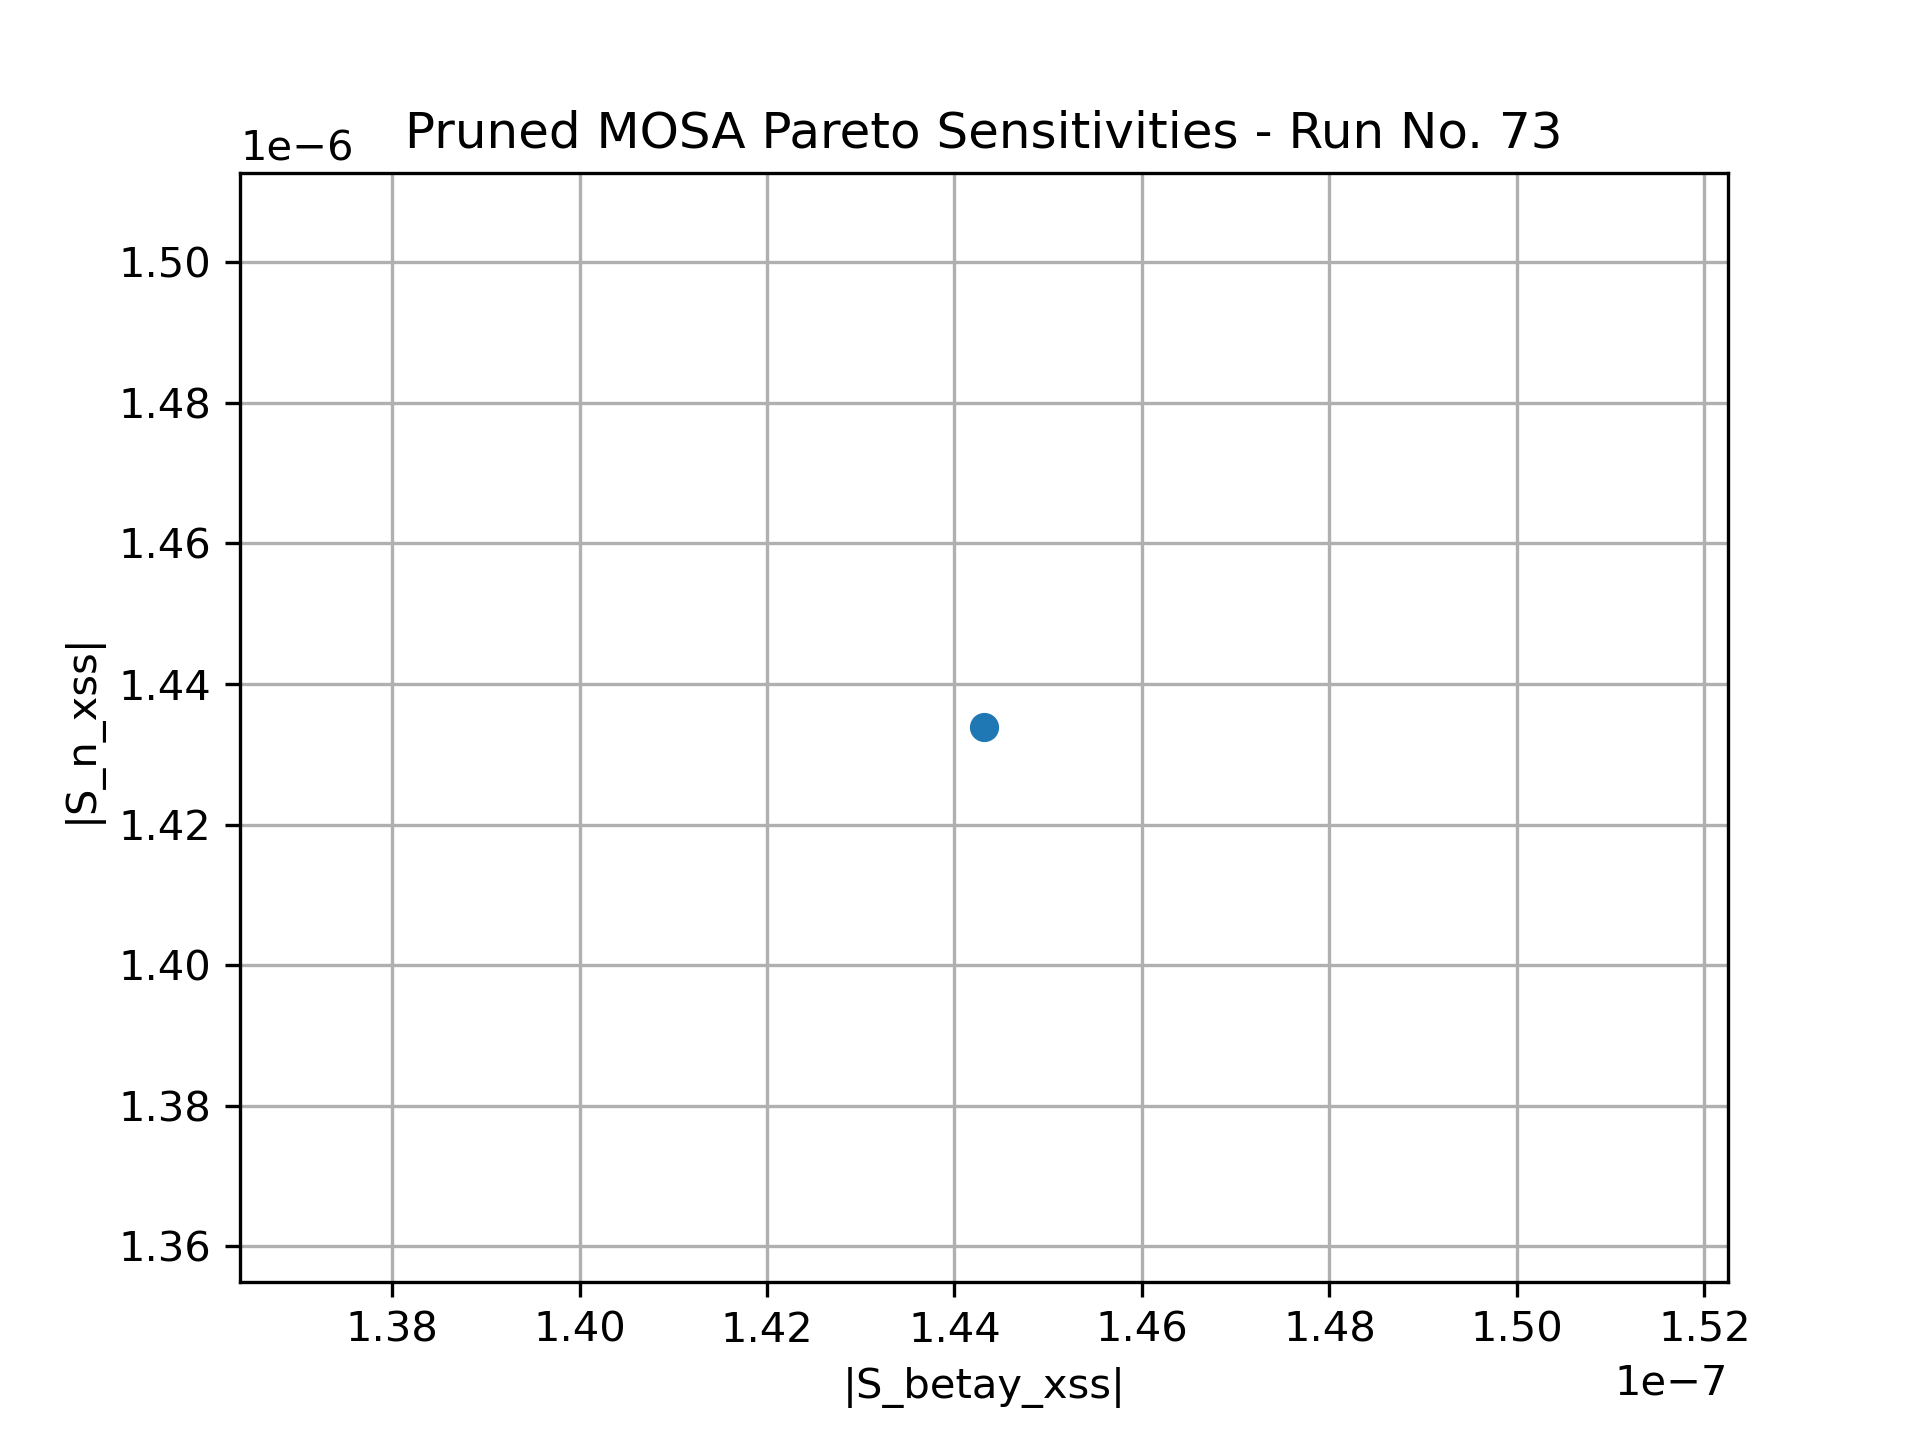 Pruned MOSA Pareto Sensitivities - Run No. 73
1e−6
1.50
1.48
1.46
1.44
1.42
1.40
1.38
1.36
|S_n_xss|
1.38 1.40 1.42 1.44 1.46 1.48 1.50 1.52
|S_betay_xss|
1e−7